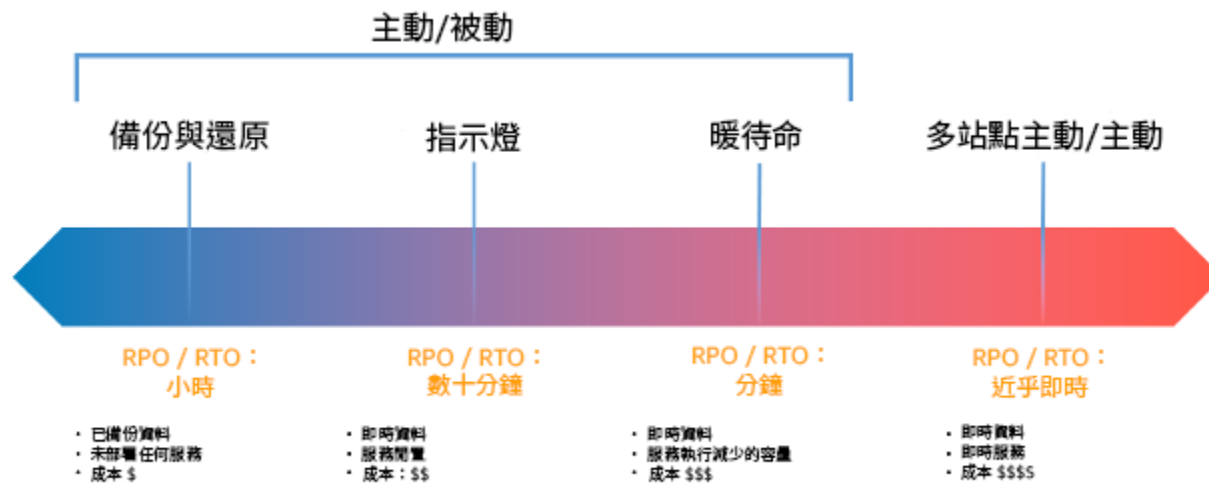 主動/被動
備份與還原
指示燈
暖待命
多站點主動/主動
RPO / RTO：
小時
RPO / RTO：
數十分鐘
RPO / RTO：
分鐘
RPO / RTO：
近乎即時
· 已備份資料
· 未部署任何服務
· 成本 $
· 即時資料
· 服務閒置
· 成本：$$
· 即時資料
· 服務執行減少的容量
· 成本 $$$
· 即時資料
· 即時服務
· 成本 $$$$